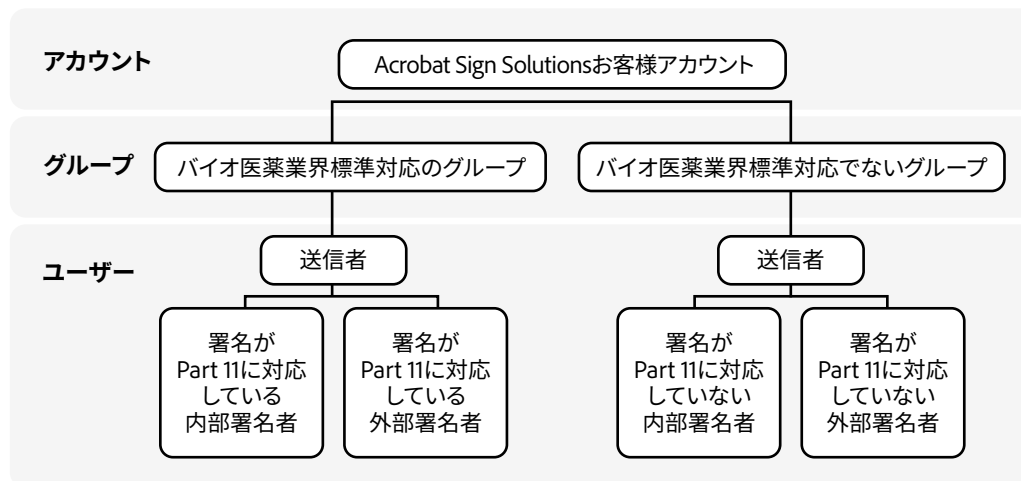 アカウント
Acrobat Sign Solutionsお客様アカウント
グループ
バイオ医薬業界標準対応のグループ
バイオ医薬業界標準対応でないグループ
ユーザー
送信者
送信者
署名が
Part 11に対応
している
内部署名者
署名が
Part 11に対応
している
外部署名者
署名が
Part 11に対応
していない
内部署名者
署名が
Part 11に対応
していない
外部署名者